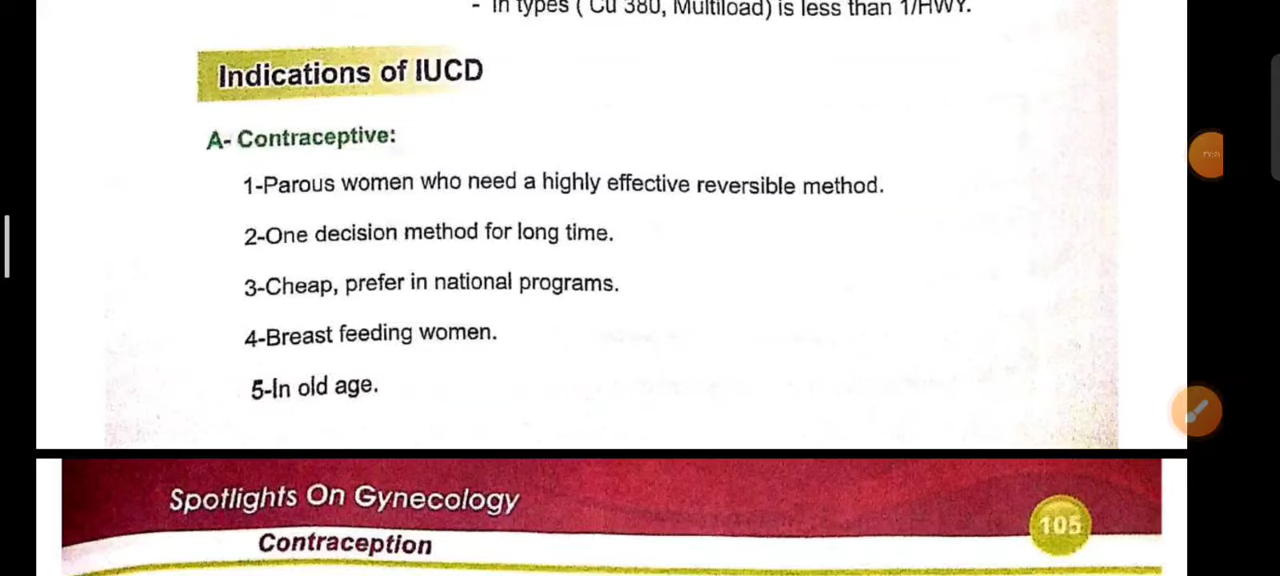 - In types ( Cu 380, Multiload) is less than 1/HWY.
Indications of IUCD
A- Contraceptive:
1-Parous women who need a highly effective reversible method.
2-One decision method for long time.
3-Cheap, prefer in national programs.
4-Breast feeding women.
5-In old age.
Spotlights On Gynecology
105
Contraception